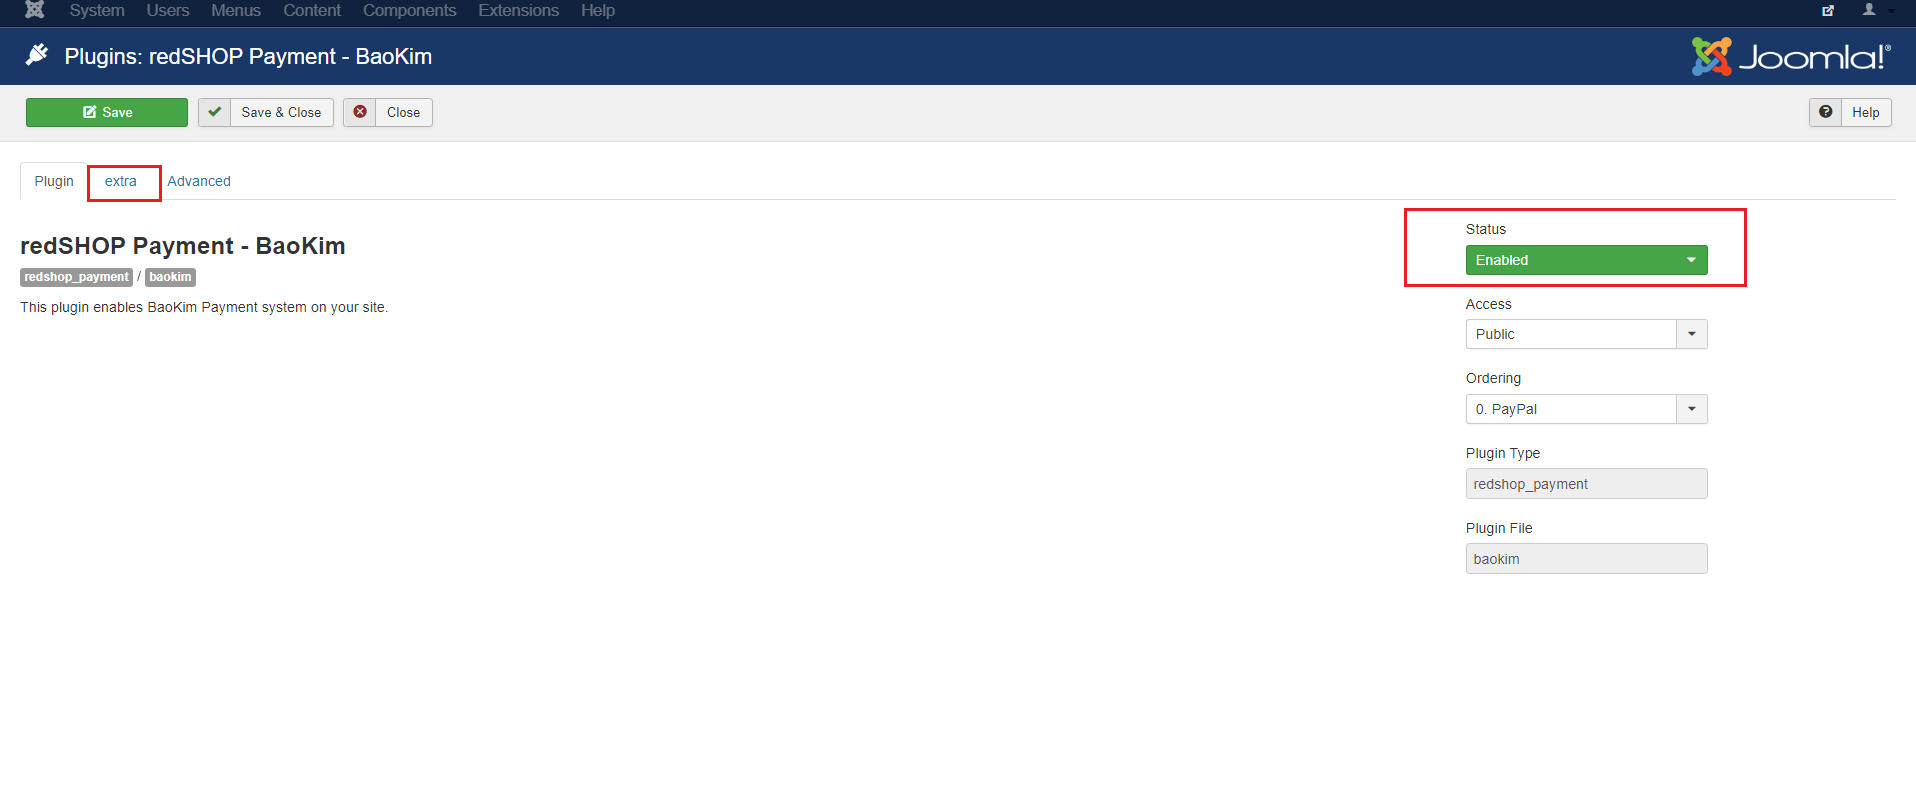 System Users Menus Content Components Extensions Help
Plugins: redSHOP Payment - BaoKim
Joomla!®
Save Save & Close Close Help
Plugin extra Advanced
redSHOP Payment - BaoKim
redshop_payment / baokim
This plugin enables BaoKim Payment system on your site.
Status
Enabled
Access
Public
Ordering
0. PayPal
Plugin Type
redshop_payment
Plugin File
baokim